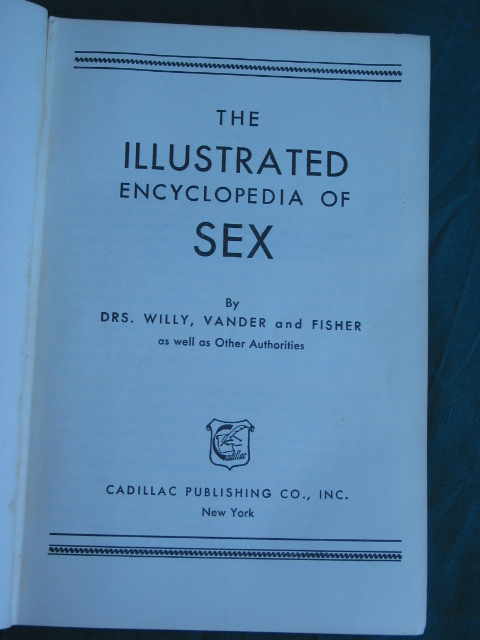 THE
ILLUSTRATED
ENCYCLOPEDIA OF
SEX
By
DRS. WILLY, VANDER and FISHER
as well as Other Authorities
Cadillac
CADILLAC PUBLISHING CO., INC.
New York